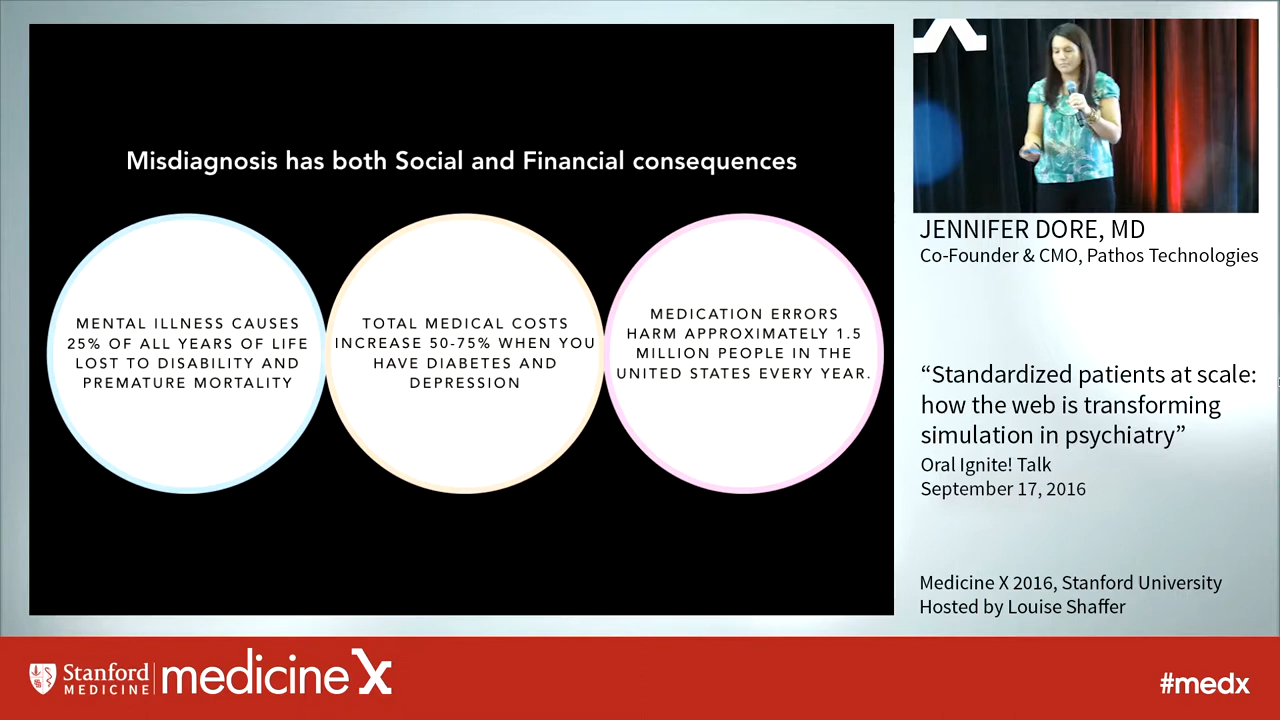 Misdiagnosis has both Social and Financial consequences
MENTAL ILLNESS CAUSES
25% OF ALL YEARS OF LIFE
LOST TO DISABILITY AND
PREMATURE MORTALITY
TOTAL MEDICAL COSTS
INCREASE 50-75% WHEN YOU
HAVE DIABETES AND
DEPRESSION
MEDICATION ERRORS
HARM APPROXIMATELY 1.5
MILLION PEOPLE IN THE
UNITED STATES EVERY YEAR.
JENNIFER DORE, MD
Co-Founder & CMO, Pathos Technologies
“Standardized patients at scale:
how the web is transforming
simulation in psychiatry”
Oral Ignite! Talk
September 17, 2016
Medicine X 2016, Stanford University
Hosted by Louise Shaffer
Stanford
MEDICINE
medicine X
#medx